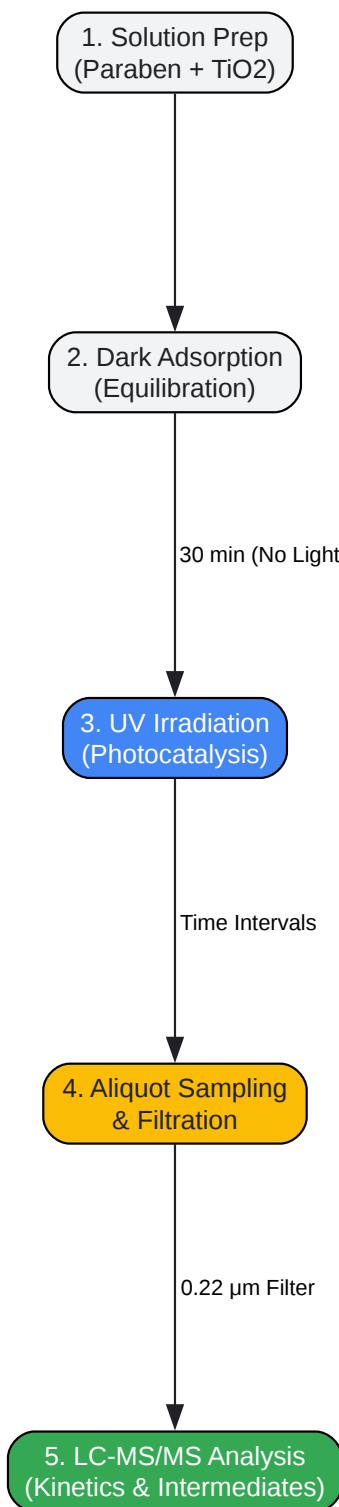 1. Solution Prep
(Paraben + TiO2)
2. Dark Adsorption
(Equilibration)
30 min (No Light
3. UV Irradiation
(Photocatalysis)
Time Intervals
4. Aliquot Sampling
& Filtration
0.22 μm Filter
5. LC-MS/MS Analysis
(Kinetics & Intermediates)